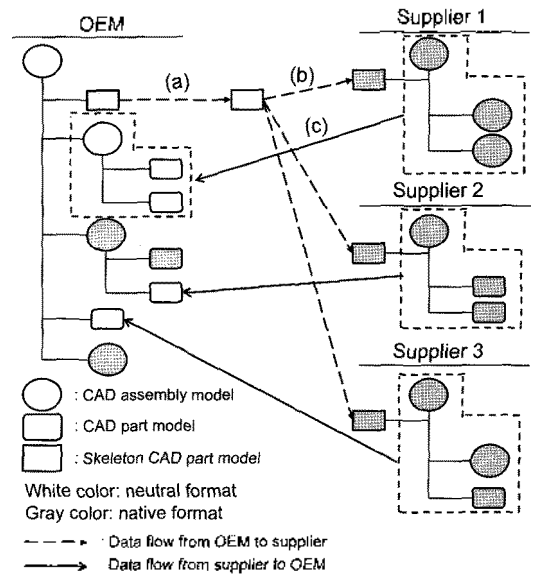 OEM
Supplier 1
(a)
(b)
(c)
Supplier 2
Supplier 3
: CAD assembly model
: CAD part model
: Skeleton CAD part model
White color: neutral format
Gray color: native format
: Data flow from OEM to supplier
: Data flow from supplier to OEM